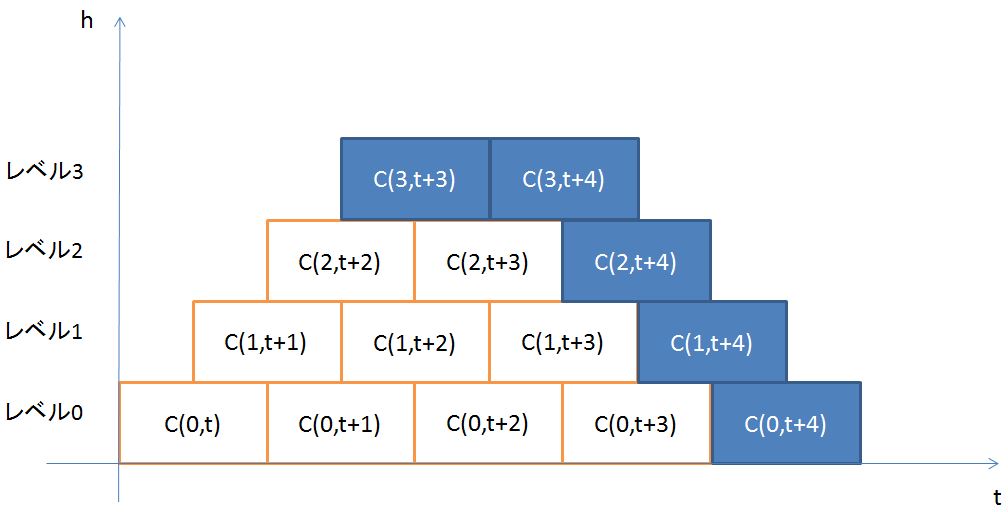 h
レベル3
C(3,t+3) C(3,t+4)
レベル2
C(2,t+2) C(2,t+3) C(2,t+4)
レベル1
C(1,t+1) C(1,t+2) C(1,t+3) C(1,t+4)
レベル0
C(0,t) C(0,t+1) C(0,t+2) C(0,t+3) C(0,t+4)
t